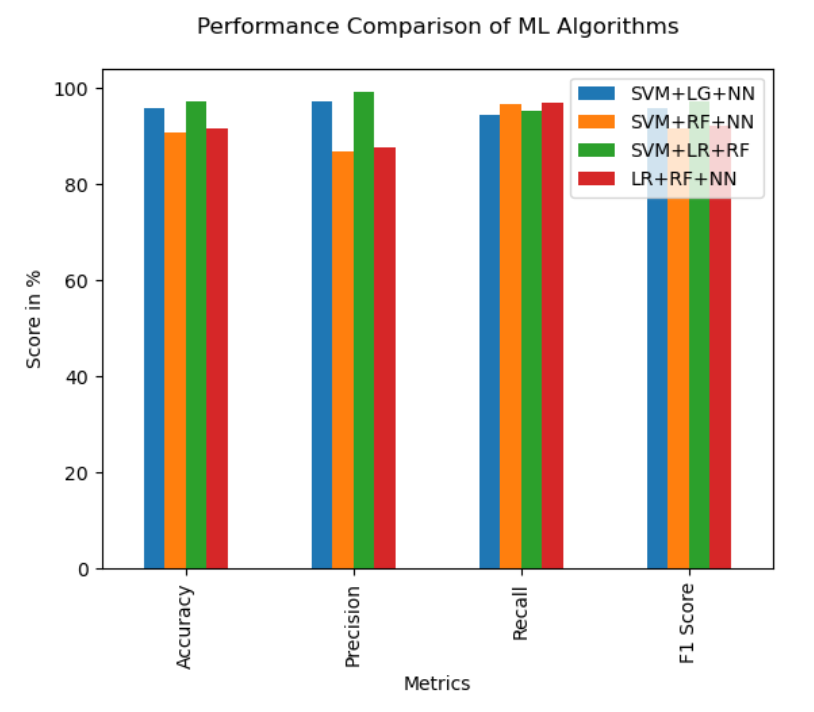 Performance Comparison of ML Algorithms
SVM+LG+NN
SVM+RF+NN
SVM+LR+RF
LR+RF+NN
Score in %
100
80
60
40
20
0
Accuracy
Precision
Recall
F1 Score
Metrics